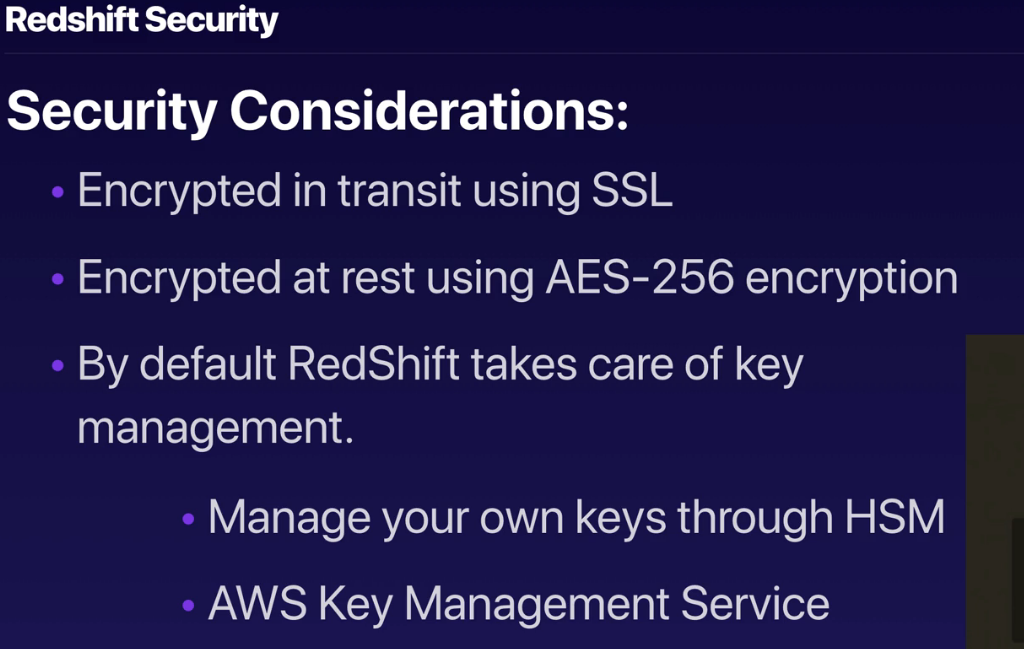 Redshift Security
Security Considerations:
• Encrypted in transit using SSL
• Encrypted at rest using AES-256 encryption
• By default RedShift takes care of key
management.
• Manage your own keys through HSM
• AWS Key Management Service